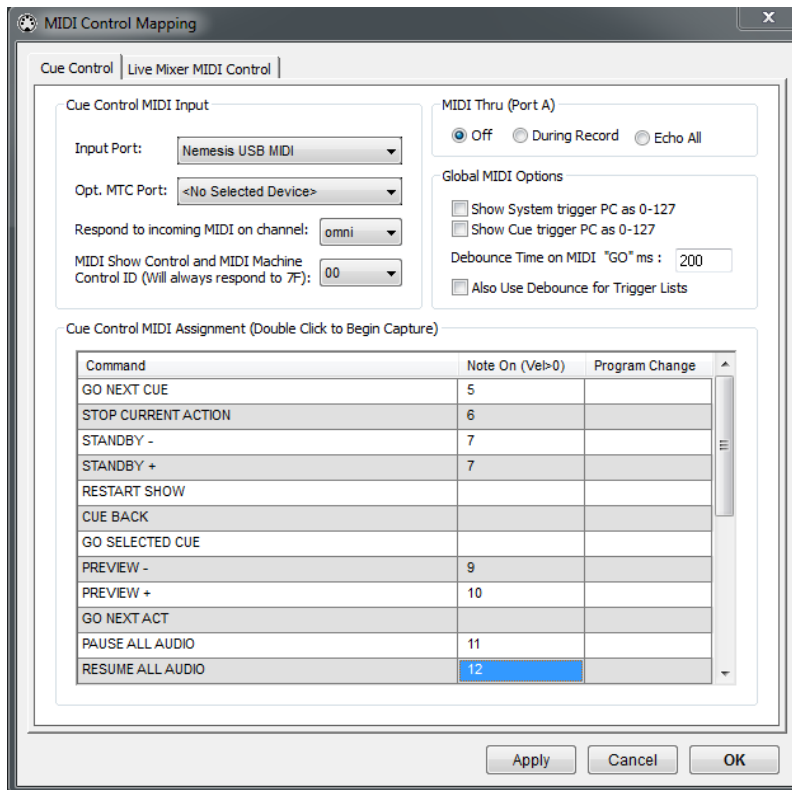 MIDI Control Mapping
x
Cue Control
Live Mixer MIDI Control
Cue Control MIDI Input
Input Port: Nemesis USB MIDI
Opt. MTC Port: <No Selected Device>
Respond to incoming MIDI on channel: omni
MIDI Show Control and MIDI Machine
Control ID (Will always respond to 7F): 00
MIDI Thru (Port A)
Off During Record Echo All
Global MIDI Options
Show System trigger PC as 0-127
Show Cue trigger PC as 0-127
Debounce Time on MIDI "GO" ms : 200
Also Use Debounce for Trigger Lists
Cue Control MIDI Assignment (Double Click to Begin Capture)
Command Note On (Vel>0) Program Change
GO NEXT CUE 5
STOP CURRENT ACTION 6
STANDBY - 7
STANDBY + 7
RESTART SHOW
CUE BACK
GO SELECTED CUE
PREVIEW - 9
PREVIEW + 10
GO NEXT ACT
PAUSE ALL AUDIO 11
RESUME ALL AUDIO 12
Apply Cancel OK